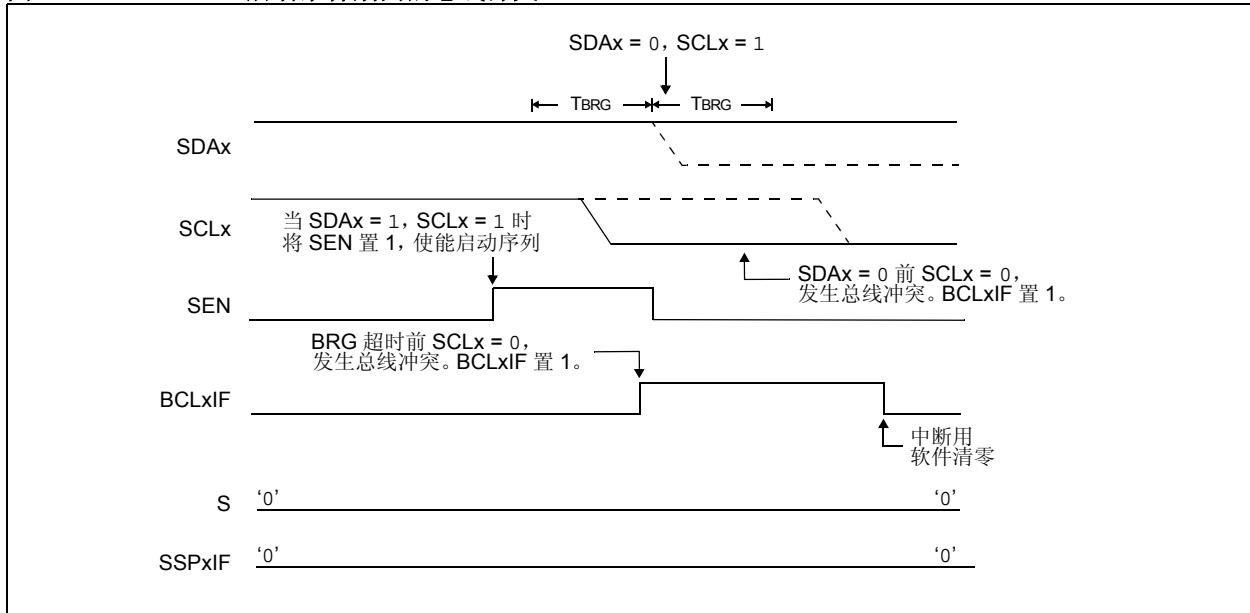 SDAx = 0, SCLx = 1
TBRG
TBRG
SDAx
SCLx
当 SDAx = 1, SCLx = 1 时
将 SEN 置 1, 使能启动序列
SDAx = 0 前 SCLx = 0,
发生总线冲突。BCLxIF 置 1。
SEN
BRG 超时前 SCLx = 0,
发生总线冲突。BCLxIF 置 1。
BCLxIF
中断用
软件清零
S
‘0’
‘0’
SSPxIF
‘0’
‘0’